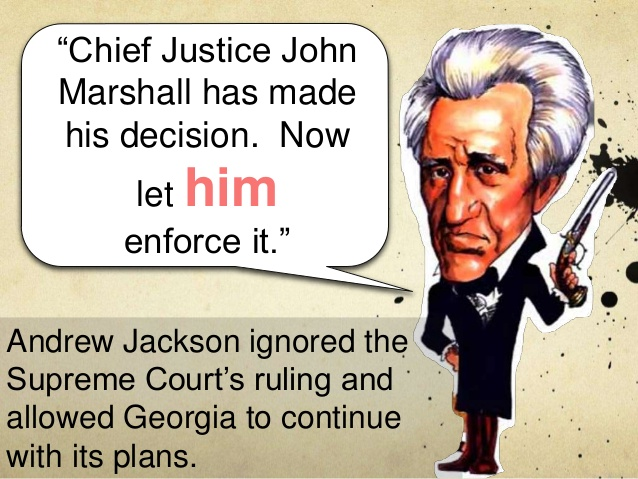 “Chief Justice John
Marshall has made
his decision.  Now
let him
enforce it.”
Andrew Jackson ignored the
Supreme Court’s ruling and
allowed Georgia to continue
with its plans.